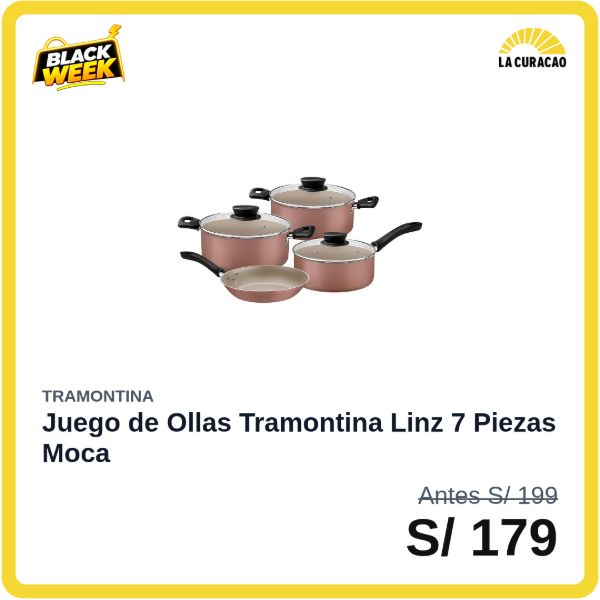 BLACK
WEEK
LA CURACAO
TRAMONTINA
Juego de Ollas Tramontina Linz 7 Piezas
Moca
Antes S/ 199
S/ 179